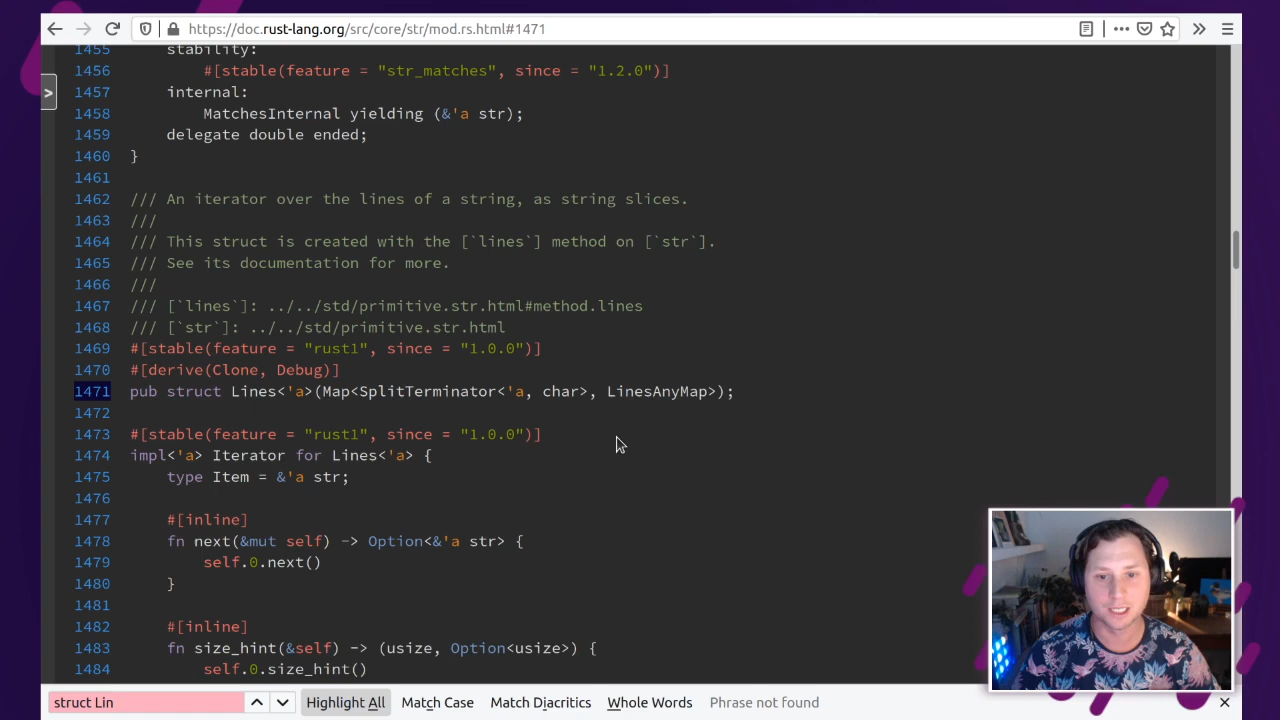 https://doc.rust-lang.org/src/core/str/mod.rs.html#1471
1455     stability:
1456         #[stable(feature = "str_matches", since = "1.2.0")]
>
1457     internal:
1458         MatchesInternal yielding (&'a str);
1459     delegate double ended;
1460 }
1461
1462 /// An iterator over the lines of a string, as string slices.
1463 ///
1464 /// This struct is created with the [`lines`] method on [`str`].
1465 /// See its documentation for more.
1466 ///
1467 /// [`lines`]: ../../std/primitive.str.html#method.lines
1468 /// [`str`]: ../../std/primitive.str.html
1469 #[stable(feature = "rust1", since = "1.0.0")]
1470 #[derive(Clone, Debug)]
1471 pub struct Lines<'a>(Map<SplitTerminator<'a, char>, LinesAnyMap>);
1472
1473 #[stable(feature = "rust1", since = "1.0.0")]
1474 impl<'a> Iterator for Lines<'a> {
1475     type Item = &'a str;
1476
1477     #[inline]
1478     fn next(&mut self) -> Option<&'a str> {
1479         self.0.next()
1480     }
1481
1482     #[inline]
1483     fn size_hint(&self) -> (usize, Option<usize>) {
1484         self.0.size_hint()
struct Lin Highlight All Match Case Match Diacritics Whole Words Phrase not found